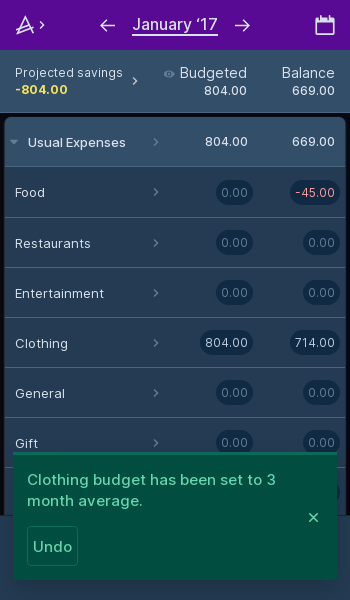 January ‘17
Projected savings Budgeted Balance
-804.00 804.00 669.00
Usual Expenses 804.00 669.00
Food 0.00 -45.00
Restaurants 0.00 0.00
Entertainment 0.00 0.00
Clothing 804.00 714.00
General 0.00 0.00
Gift 0.00 0.00
Clothing budget has been set to 3
month average.
Undo